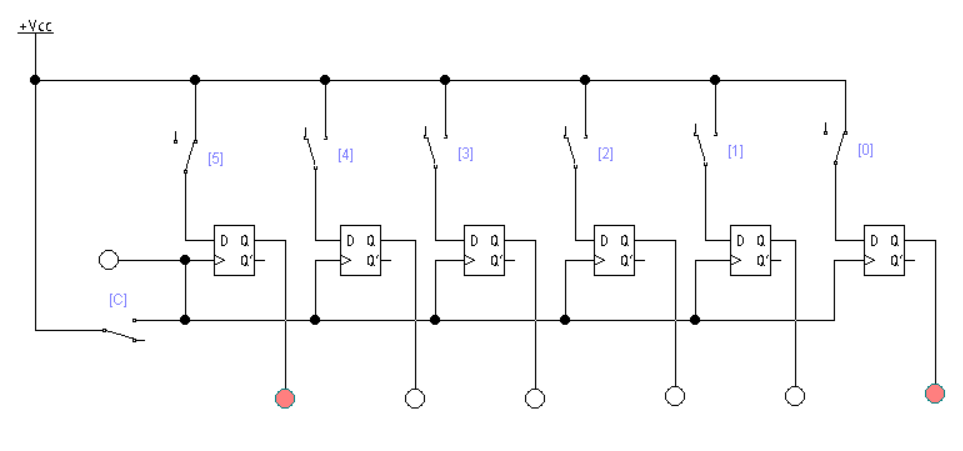 +Vcc
[5]
[4]
[3]
[2]
[1]
[0]
D Q
Q'
D Q
Q'
D Q
Q'
D Q
Q'
D Q
Q'
D Q
Q'
[C]